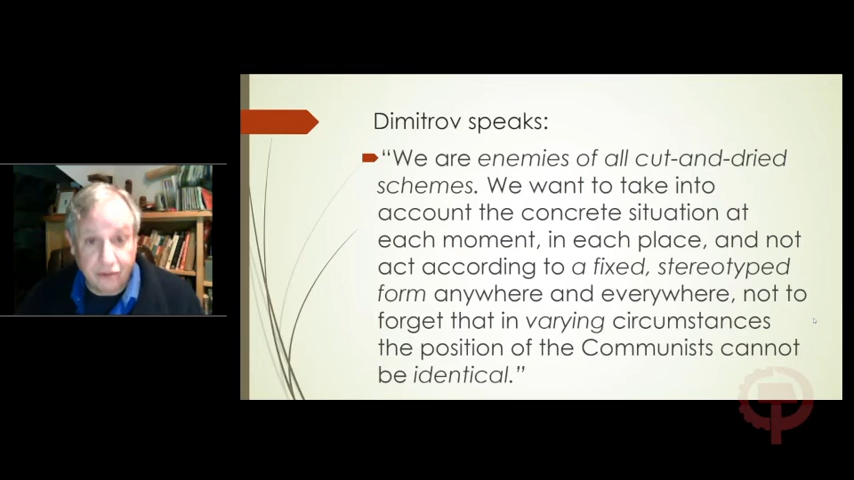 Dimitrov speaks:
“We are enemies of all cut-and-dried
schemes. We want to take into
account the concrete situation at
each moment, in each place, and not
act according to a fixed, stereotyped
form anywhere and everywhere, not to
forget that in varying circumstances
the position of the Communists cannot
be identical.”